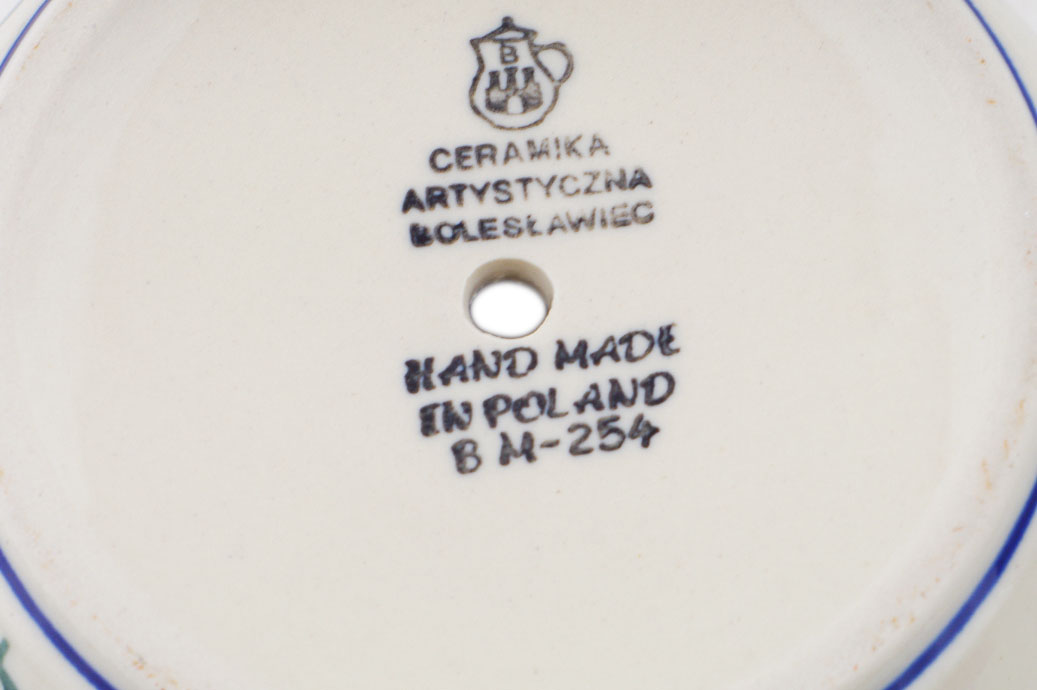 B
CERAMIKA
ARTYSTYCZNA
BOLESŁAWIEC
HAND MADE
IN POLAND
B M-254